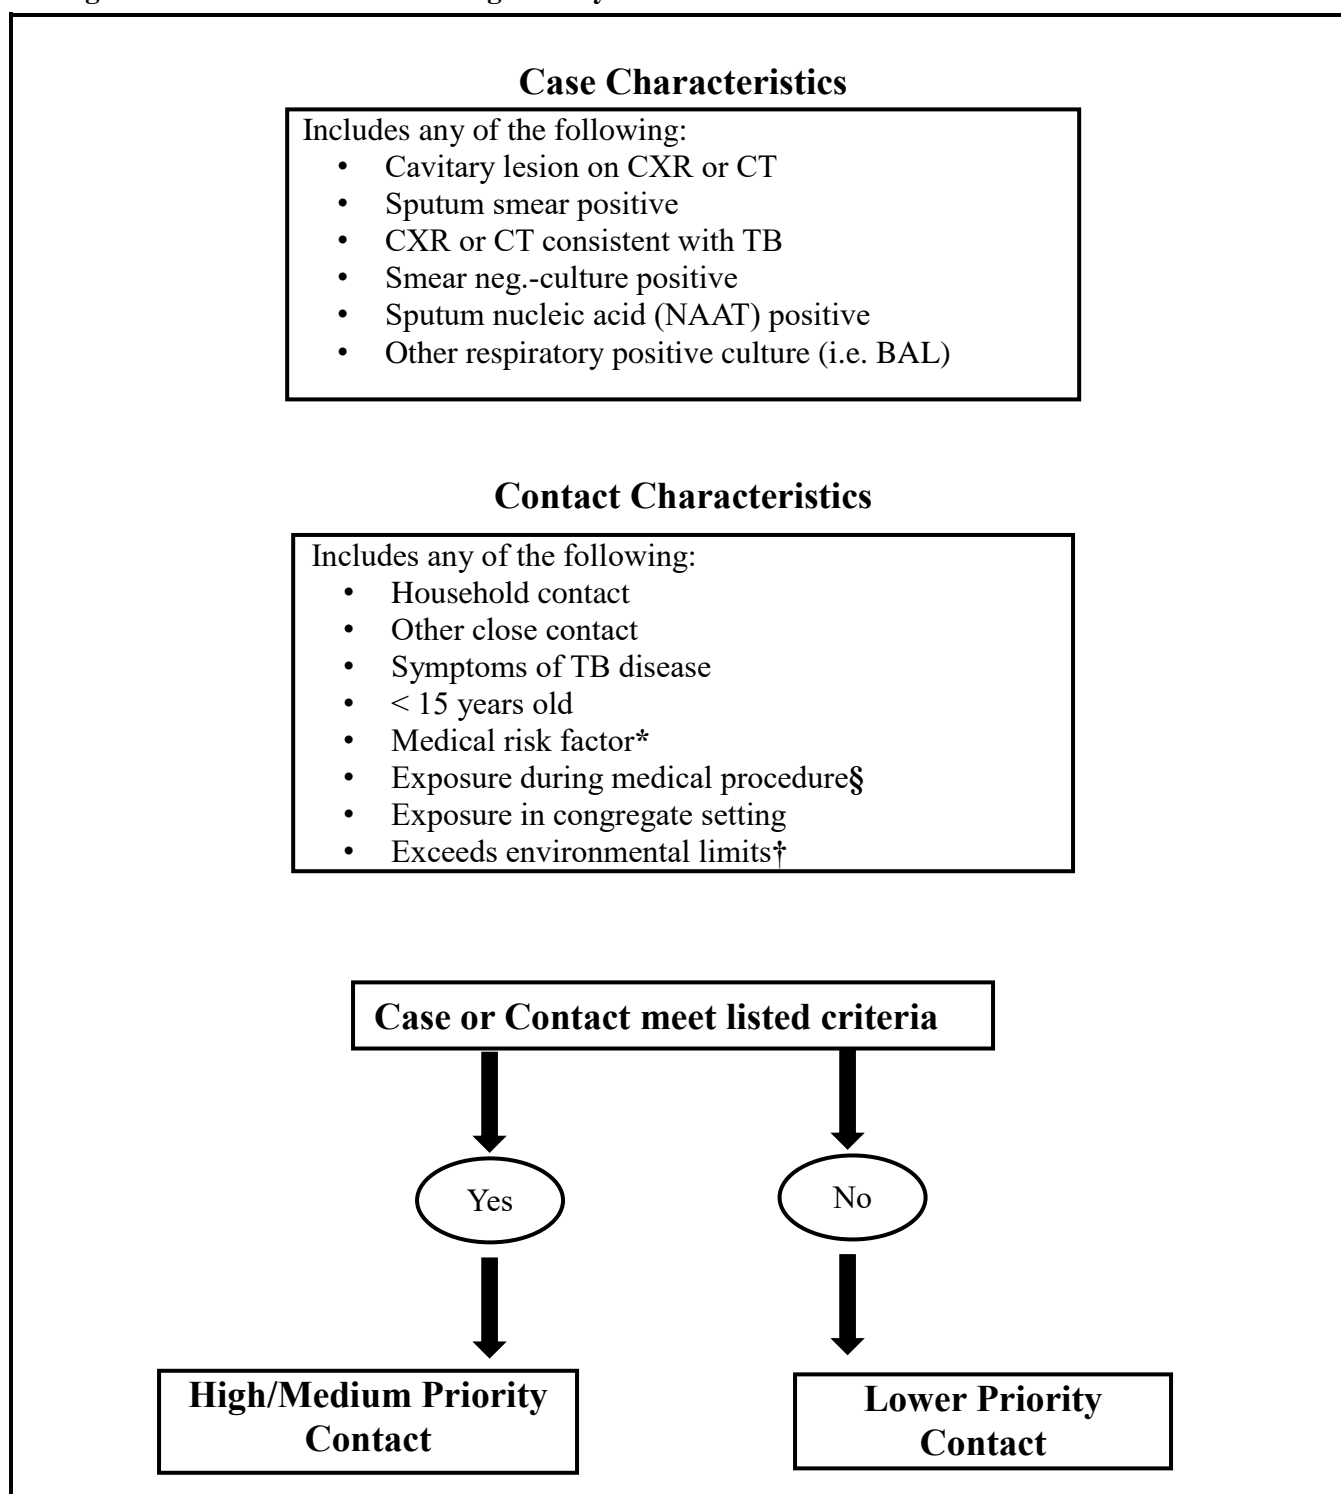 Case Characteristics
Includes any of the following:
• Cavitary lesion on CXR or CT
• Sputum smear positive
• CXR or CT consistent with TB
• Smear neg.-culture positive
• Sputum nucleic acid (NAAT) positive
• Other respiratory positive culture (i.e. BAL)
Contact Characteristics
Includes any of the following:
• Household contact
• Other close contact
• Symptoms of TB disease
• < 15 years old
• Medical risk factor*
• Exposure during medical procedure§
• Exposure in congregate setting
• Exceeds environmental limits†
Case or Contact meet listed criteria
Yes
No
High/Medium Priority
Contact
Lower Priority
Contact